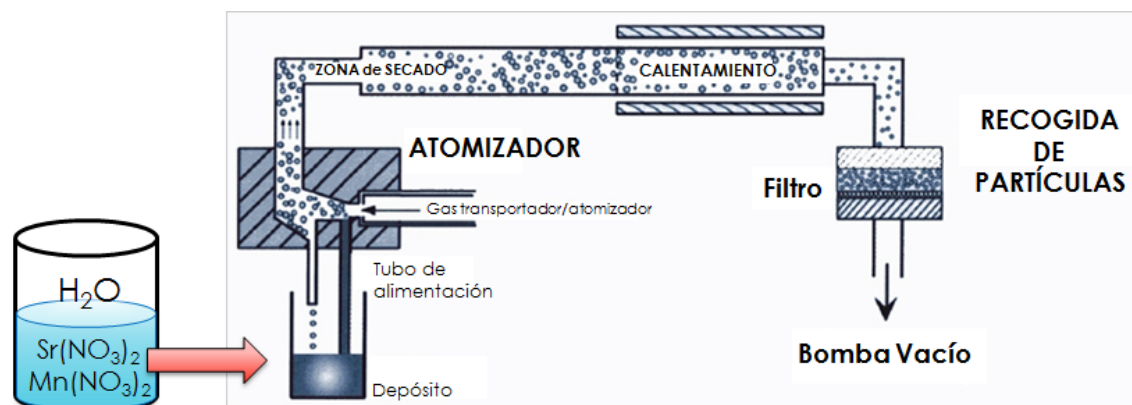 ZONA de SECADO
CALENTAMIENTO
RECOGIDA
DE
PARTÍCULAS
ATOMIZADOR
Filtro
Gas transportador/atomizador
Tubo de
alimentación
H₂O
Sr(NO₃)₂
Mn(NO₃)₂
Depósito
Bomba Vacío